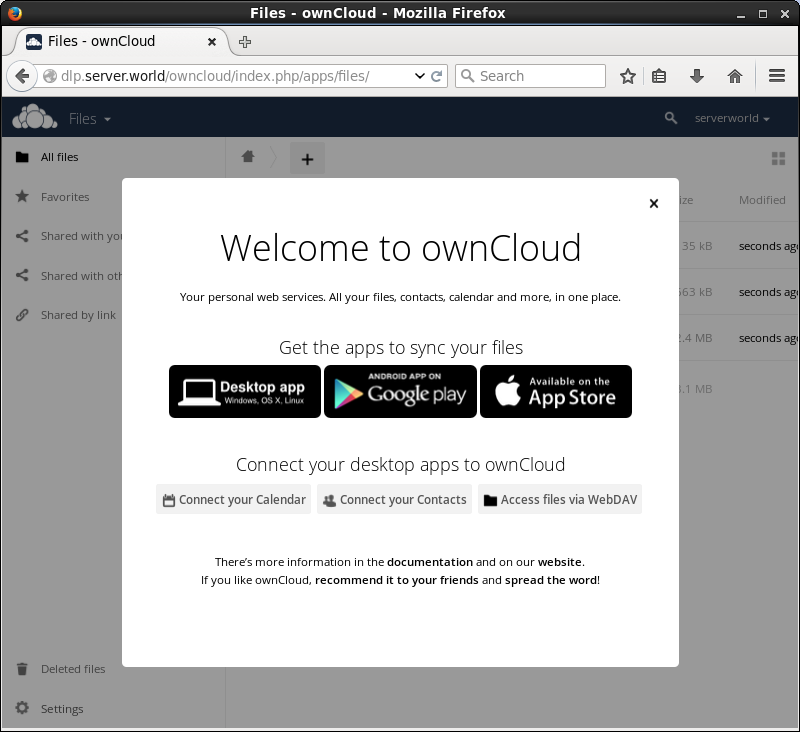 Files - ownCloud - Mozilla Firefox
Files - ownCloud
dlp.server.world/owncloud/index.php/apps/files/
Search
Files
serverworld
All files
Favorites
Shared with you
Shared with oth
Shared by link
Deleted files
Settings
ize Modified
35 kB seconds ago
563 kB seconds ago
2.4 MB seconds ago
3.1 MB
Welcome to ownCloud
Your personal web services. All your files, contacts, calendar and more, in one place.
Get the apps to sync your files
Desktop app
Windows, OS X, Linux
ANDROID APP ON
Google play
Available on the
App Store
Connect your desktop apps to ownCloud
Connect your Calendar
Connect your Contacts
Access files via WebDAV
There's more information in the documentation and on our website.
If you like ownCloud, recommend it to your friends and spread the word!